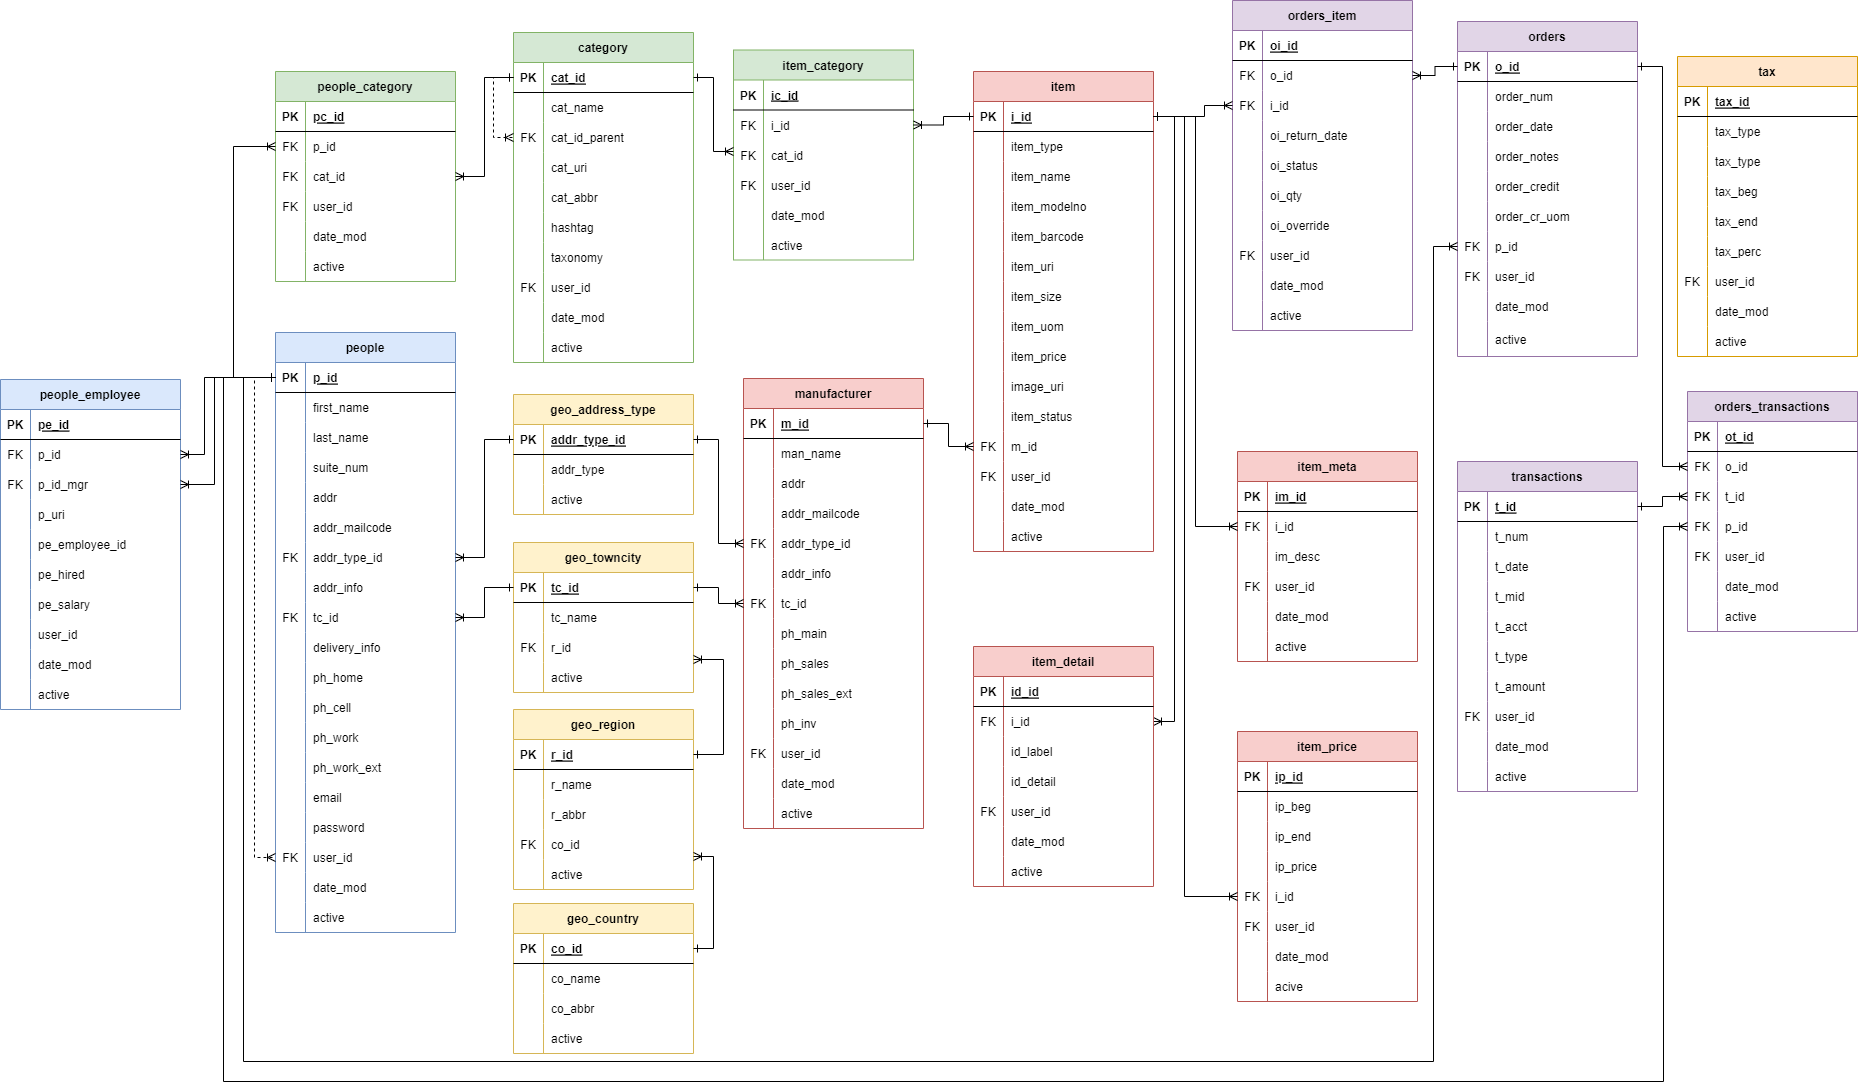 people_category
PK pc_id
FK p_id
FK cat_id
FK user_id
date_mod
active
category
PK cat_id
cat_name
FK cat_id_parent
cat_uri
cat_abbr
hashtag
taxonomy
FK user_id
date_mod
active
item_category
PK ic_id
FK i_id
FK cat_id
FK user_id
date_mod
active
item
PK i_id
item_type
item_name
item_modelno
item_barcode
item_uri
item_size
item_uom
item_price
image_uri
item_status
FK m_id
FK user_id
date_mod
active
orders_item
PK oi_id
FK o_id
FK i_id
oi_return_date
oi_status
oi_qty
oi_override
FK user_id
date_mod
active
orders
PK o_id
order_num
order_date
order_notes
order_credit
order_cr_uom
FK p_id
FK user_id
date_mod
active
tax
PK tax_id
tax_type
tax_type
tax_beg
tax_end
tax_perc
FK user_id
date_mod
active
people_employee
PK pe_id
FK p_id
FK p_id_mgr
p_uri
pe_employee_id
pe_hired
pe_salary
user_id
date_mod
active
people
PK p_id
first_name
last_name
suite_num
addr
addr_mailcode
FK addr_type_id
addr_info
FK tc_id
delivery_info
ph_home
ph_cell
ph_work
ph_work_ext
email
password
FK user_id
date_mod
active
geo_address_type
PK addr_type_id
addr_type
active
geo_towncity
PK tc_id
tc_name
FK r_id
active
geo_region
PK r_id
r_name
r_abbr
FK co_id
active
geo_country
PK co_id
co_name
co_abbr
active
manufacturer
PK m_id
man_name
addr
addr_mailcode
FK addr_type_id
addr_info
FK tc_id
ph_main
ph_sales
ph_sales_ext
ph_inv
FK user_id
date_mod
active
item_detail
PK id_id
FK i_id
id_label
id_detail
FK user_id
date_mod
active
item_meta
PK im_id
FK i_id
im_desc
FK user_id
date_mod
active
item_price
PK ip_id
ip_beg
ip_end
ip_price
FK i_id
FK user_id
date_mod
acive
transactions
PK t_id
t_num
t_date
t_mid
t_acct
t_type
t_amount
FK user_id
date_mod
active
orders_transactions
PK ot_id
FK o_id
FK t_id
FK p_id
FK user_id
date_mod
active